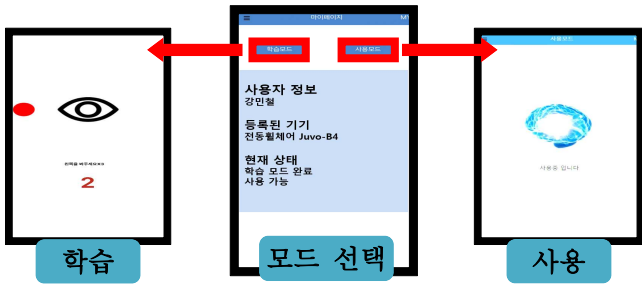 마이페이지
MY
학습모드
사용모드
사용자 정보
강민철
등록된 기기
전동휠체어 Juvo-B4
현재 상태
학습 모드 완료
사용 가능
2
사용모드
사용중 입니다
학습
모드 선택
사용